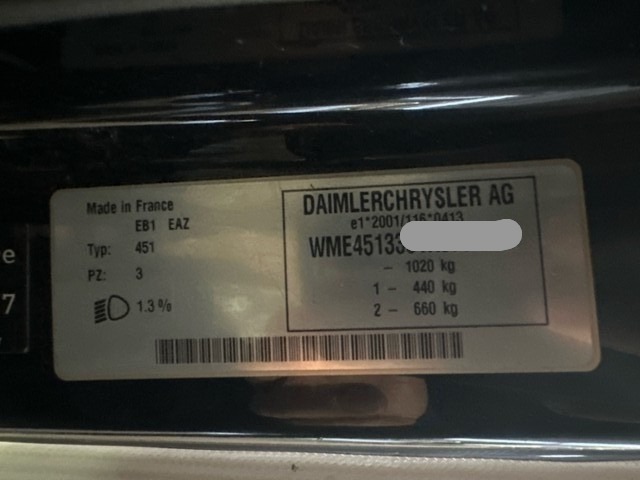 Made in France
EB1 EAZ
Typ: 451
PZ: 3
1.3 %
DAIMLERCHRYSLER AG
e1*2001/116*0413
WME45133
– 1020 kg
1 – 440 kg
2 – 660 kg
e
7